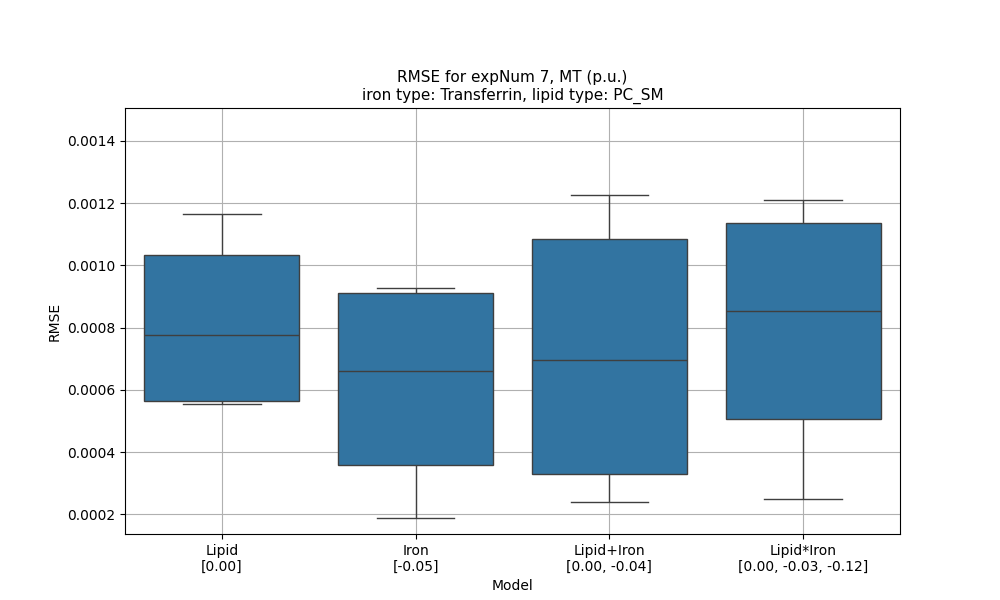 RMSE for expNum 7, MT (p.u.)
iron type: Transferrin, lipid type: PC_SM
RMSE
0.0014
0.0012
0.0010
0.0008
0.0006
0.0004
0.0002
Lipid
[0.00]
Iron
[-0.05]
Lipid+Iron
[0.00, -0.04]
Lipid*Iron
[0.00, -0.03, -0.12]
Model